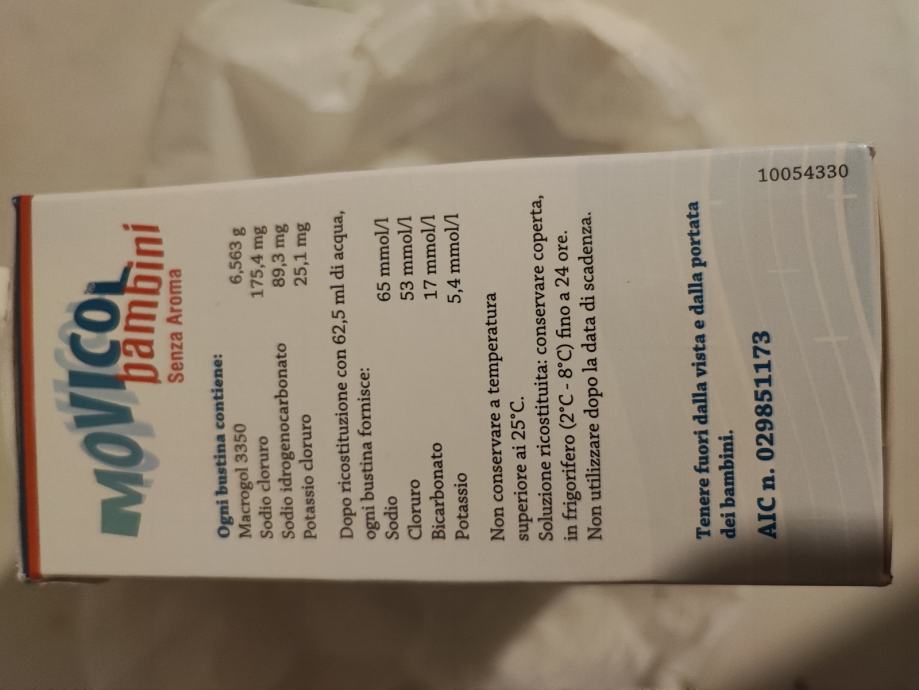 MOVICOL
bambini
Senza Aroma
Ogni bustina contiene:
Macrogol 3350 6,563 g
Sodio cloruro 175,4 mg
Sodio idrogenocarbonato 89,3 mg
Potassio cloruro 25,1 mg
Dopo ricostituzione con 62,5 ml di acqua,
ogni bustina fornisce:
Sodio 65 mmol/l
Cloruro 53 mmol/l
Bicarbonato 17 mmol/l
Potassio 5,4 mmol/l
Non conservare a temperatura
superiore ai 25°C.
Soluzione ricostituita: conservare coperta,
in frigorifero (2°C - 8°C) fino a 24 ore.
Non utilizzare dopo la data di scadenza.
Tenere fuori dalla vista e dalla portata
dei bambini.
AIC n. 029851173
10054330